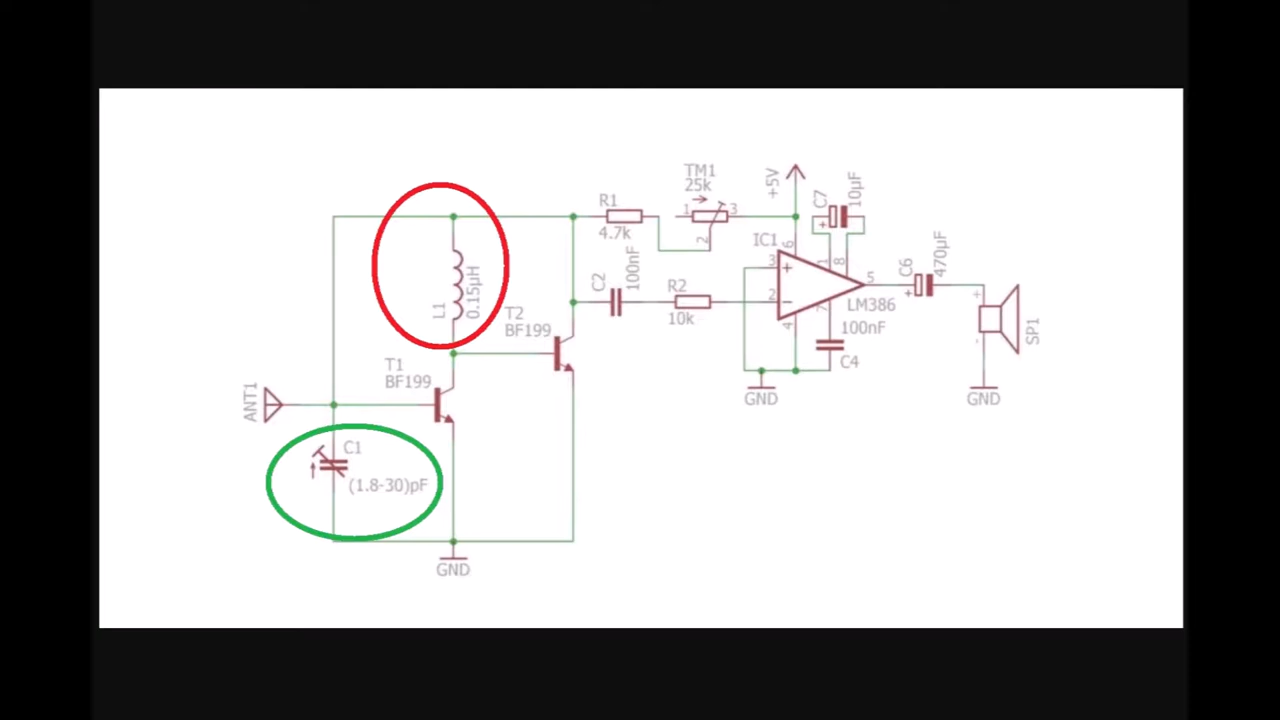 TM1
25k
1
3
2
+5V
C7
+
10µF
R1
4.7k
IC1
6
1
8
3
+
2
-
4
7
5
LM386
100nF
C4
C6
+
470µF
+
-
SP1
GND
GND
C2
100nF
R2
10k
L1
0.15µH
T2
BF199
T1
BF199
ANT1
C1
(1.8-30)pF
GND